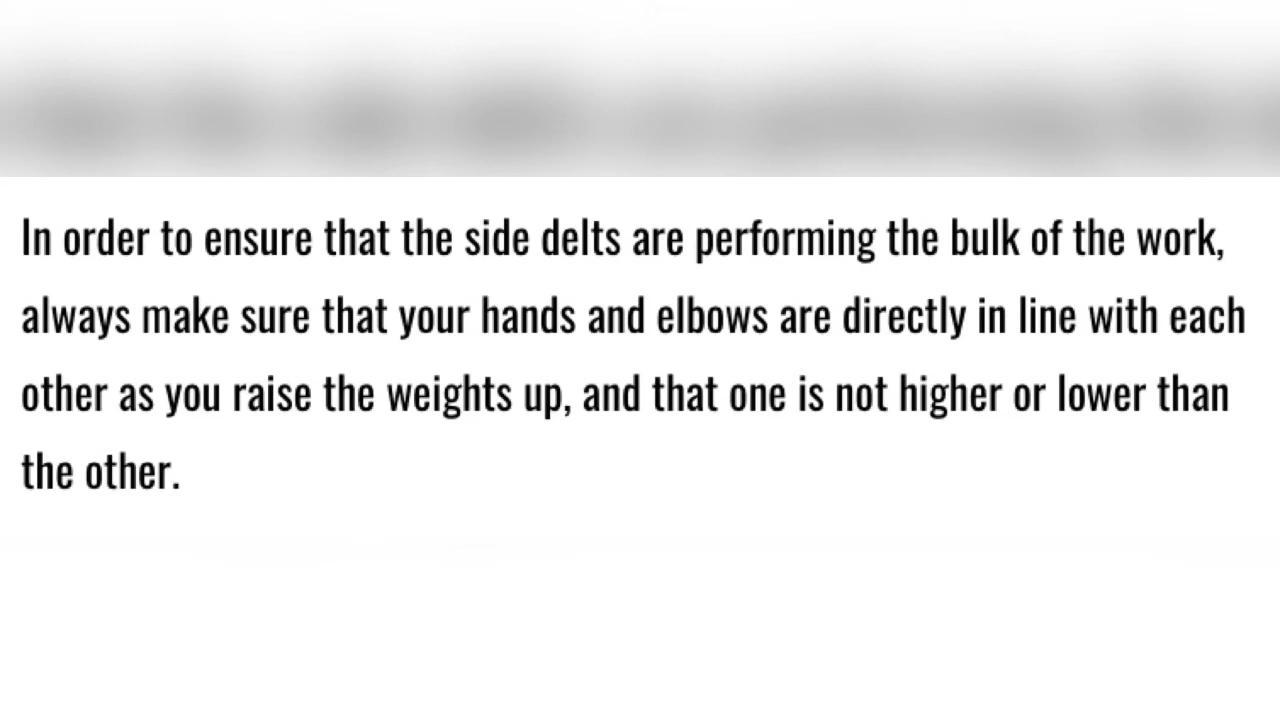 In order to ensure that the side delts are performing the bulk of the work,
always make sure that your hands and elbows are directly in line with each
other as you raise the weights up, and that one is not higher or lower than
the other.